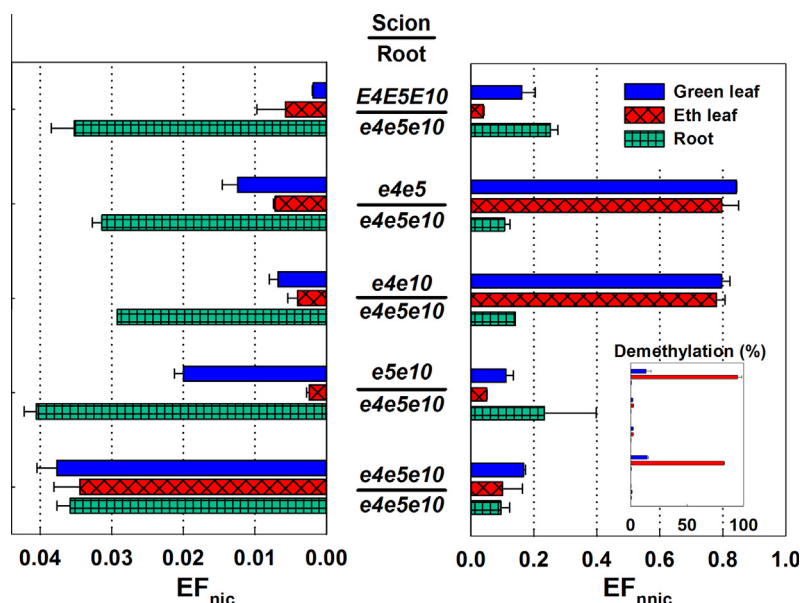 Scion
Root
E4E5E10
e4e5e10
e4e5
e4e5e10
e4e10
e4e5e10
e5e10
e4e5e10
e4e5e10
e4e5e10
0.04 0.03 0.02 0.01 0.00
EFnic
Green leaf
Eth leaf
Root
Demethylation (%)
0 50 100
0.0 0.2 0.4 0.6 0.8 1.0
EFnnic